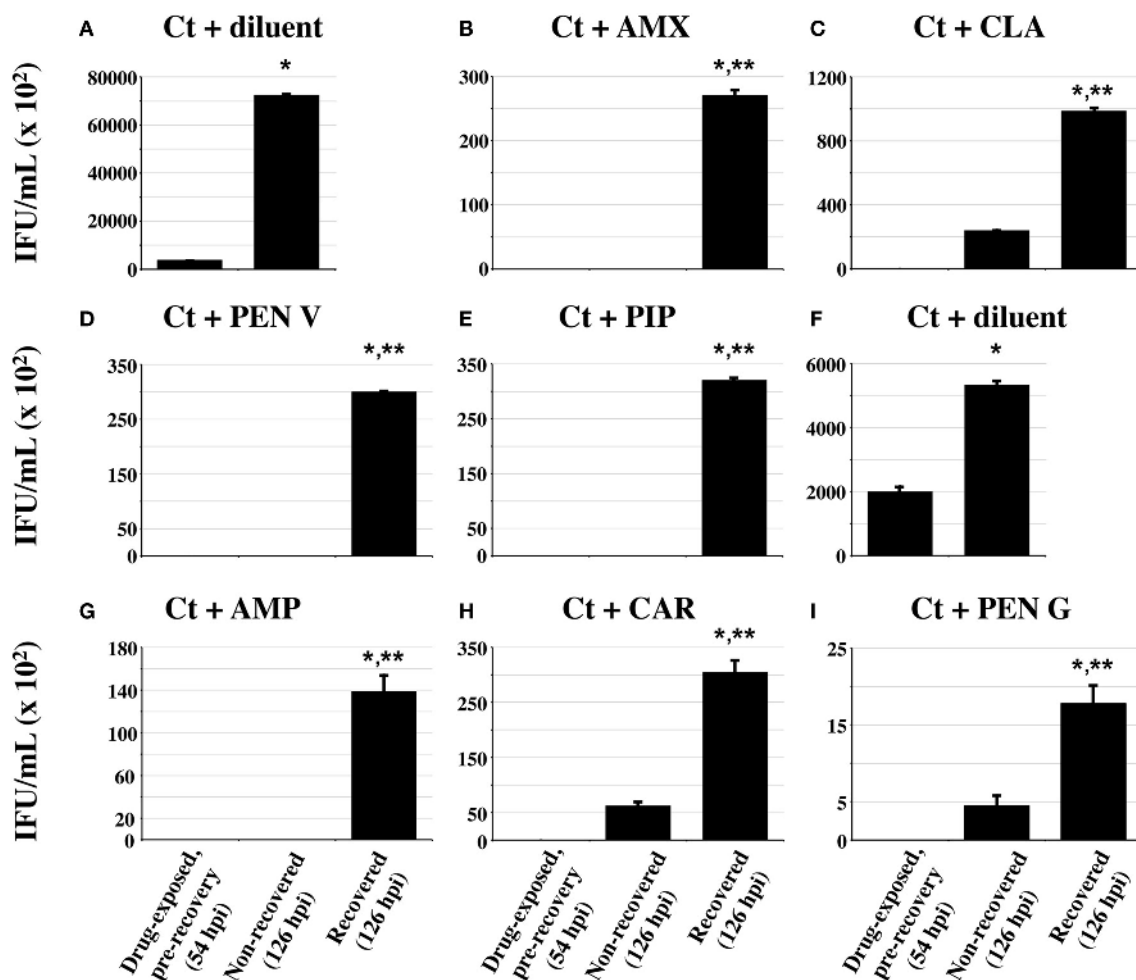 A Ct + diluent
B Ct + AMX
C Ct + CLA
IFU/mL (x 10²)
80000
60000
40000
20000
0
*
300
250
150
50
0
*,**
1200
800
400
0
*,**
D Ct + PEN V
E Ct + PIP
F Ct + diluent
IFU/mL (x 10²)
350
250
150
50
0
*,**
350
250
150
50
0
*,**
6000
4000
2000
0
*
G Ct + AMP
H Ct + CAR
I Ct + PEN G
IFU/mL (x 10²)
180
140
100
60
20
0
*,**
350
250
150
50
0
*,**
25
15
5
0
*,**
Drug-exposed,
pre-recovery
(54 hpi)
Non-recovered
(126 hpi)
Recovered
(126 hpi)
Drug-exposed,
pre-recovery
(54 hpi)
Non-recovered
(126 hpi)
Recovered
(126 hpi)
Drug-exposed,
pre-recovery
(54 hpi)
Non-recovered
(126 hpi)
Recovered
(126 hpi)